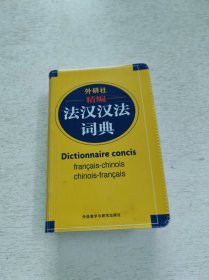 外研社
精编
法汉汉法
词典
Dictionnaire concis
français-chinois
chinois-français
外语教学与研究出版社